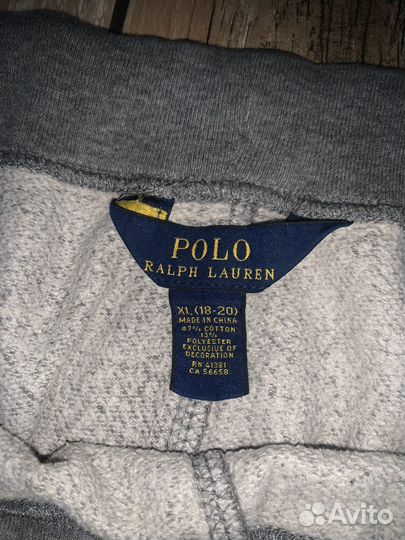 POLO
RALPH LAUREN
XL (18-20)
MADE IN CHINA
87% COTTON
13%
POLYESTER
EXCLUSIVE OF
DECORATION
RN 41381
CA 56658
Avito